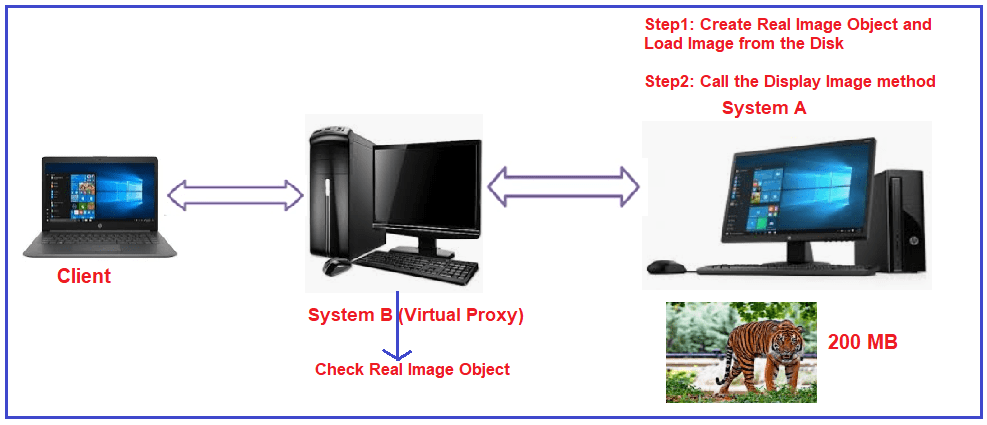 Step1: Create Real Image Object and
Load Image from the Disk
Step2: Call the Display Image method
System A
Client
System B (Virtual Proxy)
Check Real Image Object
200 MB